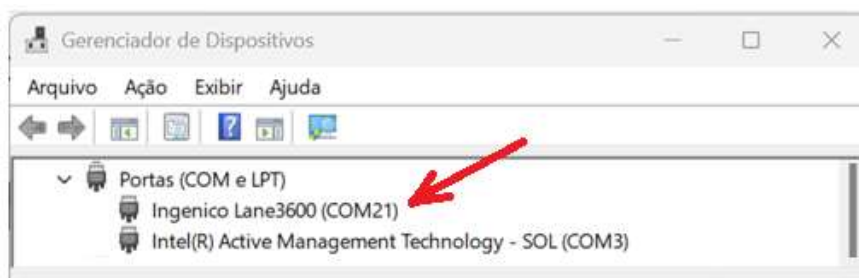 Gerenciador de Dispositivos
Arquivo Ação Exibir Ajuda
?
Portas (COM e LPT)
Ingenico Lane3600 (COM21)
Intel(R) Active Management Technology - SOL (COM3)